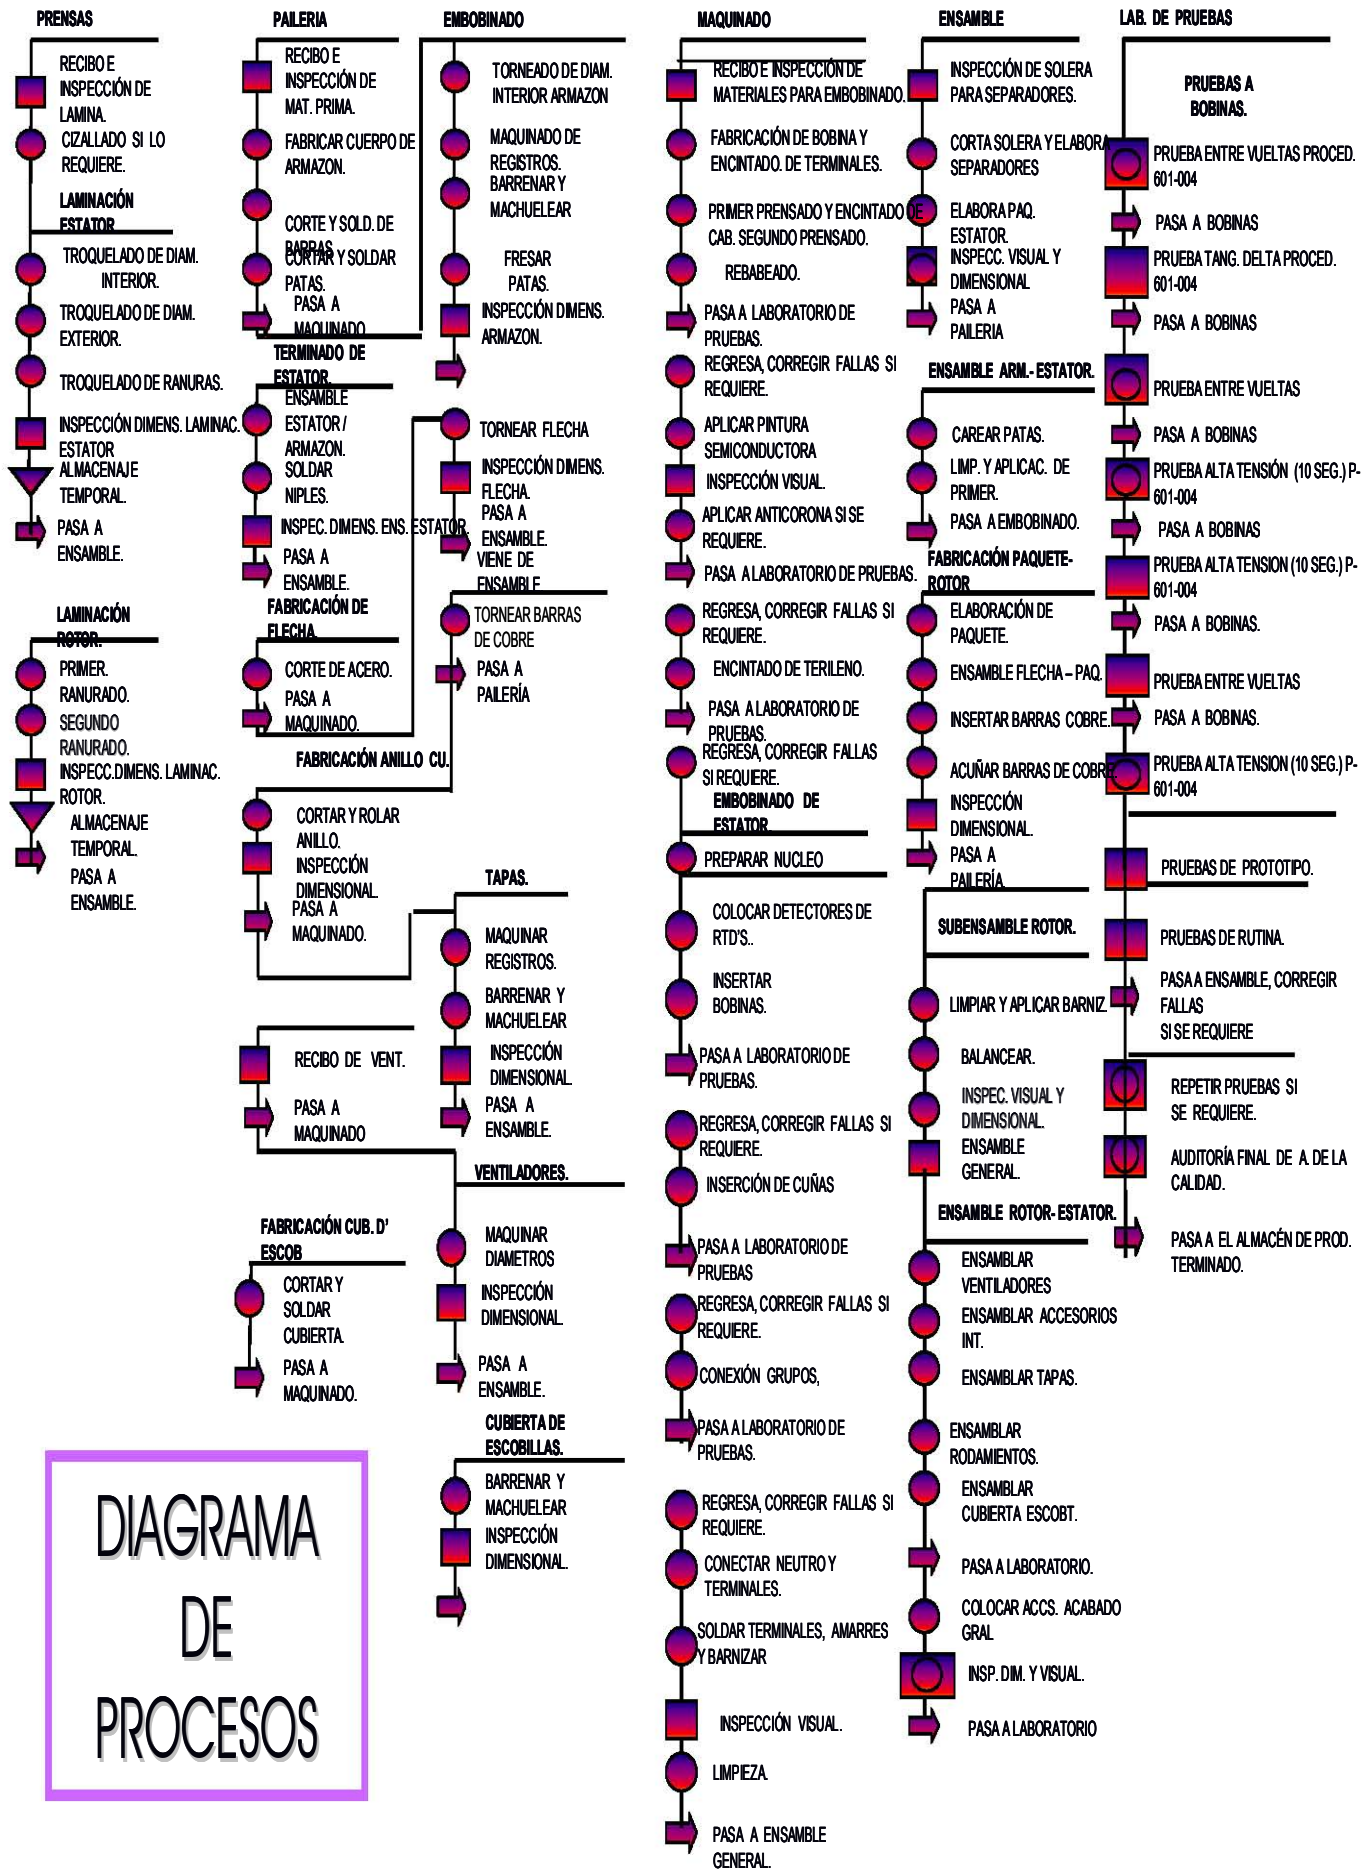 PRENSAS
RECIBO E
INSPECCIÓN DE
LAMINA.
CIZALLADO SI LO
REQUIERE.
LAMINACIÓN
ESTATOR
TROQUELADO DE DIAM.
INTERIOR.
TROQUELADO DE DIAM.
EXTERIOR.
TROQUELADO DE RANURAS.
INSPECCIÓN DIMENS. LAMINAC.
ESTATOR
ALMACENAJE
TEMPORAL.
PASA A
ENSAMBLE.
LAMINACIÓN
ROTOR.
PRIMER.
RANURADO.
SEGUNDO
RANURADO.
INSPECC.DIMENS. LAMINAC.
ROTOR.
ALMACENAJE
TEMPORAL.
PASA A
ENSAMBLE.
PAILERIA
RECIBO E
INSPECCIÓN DE
MAT. PRIMA.
FABRICAR CUERPO DE
ARMAZON.
CORTE Y SOLD. DE
BARRAS
CORTAR Y SOLDAR
PATAS.
PASA A
MAQUINADO
TERMINADO DE
ESTATOR.
ENSAMBLE
ESTATOR /
ARMAZON.
SOLDAR
NIPLES.
INSPEC. DIMENS. ENS. ESTATOR.
PASA A
ENSAMBLE.
FABRICACIÓN DE
FLECHA.
CORTE DE ACERO.
PASA A
MAQUINADO.
FABRICACIÓN ANILLO CU.
CORTAR Y ROLAR
ANILLO.
INSPECCIÓN
DIMENSIONAL.
PASA A
MAQUINADO.
RECIBO DE VENT.
PASA A
MAQUINADO
FABRICACIÓN CUB. D’
ESCOB
CORTAR Y
SOLDAR
CUBIERTA.
PASA A
MAQUINADO.
EMBOBINADO
TORNEADO DE DIAM.
INTERIOR ARMAZON
MAQUINADO DE
REGISTROS.
BARRENAR Y
MACHUELEAR
FRESAR
PATAS.
INSPECCIÓN DIMENS.
ARMAZON.
TORNEAR FLECHA
INSPECCIÓN DIMENS.
FLECHA.
PASA A
ENSAMBLE.
VIENE DE
ENSAMBLE
TORNEAR BARRAS
DE COBRE
PASA A
PAILERÍA
TAPAS.
MAQUINAR
REGISTROS.
BARRENAR Y
MACHUELEAR
INSPECCIÓN
DIMENSIONAL.
PASA A
ENSAMBLE.
VENTILADORES.
MAQUINAR
DIAMETROS
INSPECCIÓN
DIMENSIONAL.
PASA A
ENSAMBLE.
CUBIERTA DE
ESCOBILLAS.
BARRENAR Y
MACHUELEAR
INSPECCIÓN
DIMENSIONAL.
MAQUINADO
RECIBO E INSPECCIÓN DE
MATERIALES PARA EMBOBINADO.
FABRICACIÓN DE BOBINA Y
ENCINTADO. DE TERMINALES.
PRIMER PRENSADO Y ENCINTADO DE
CAB. SEGUNDO PRENSADO.
REBABEADO.
PASA A LABORATORIO DE
PRUEBAS.
REGRESA, CORREGIR FALLAS SI
REQUIERE.
APLICAR PINTURA
SEMICONDUCTORA
INSPECCIÓN VISUAL.
APLICAR ANTICORONA SI SE
REQUIERE.
PASA A LABORATORIO DE PRUEBAS.
REGRESA, CORREGIR FALLAS SI
REQUIERE.
ENCINTADO DE TERILENO.
PASA A LABORATORIO DE
PRUEBAS.
REGRESA, CORREGIR FALLAS
SI REQUIERE.
EMBOBINADO DE
ESTATOR.
PREPARAR NUCLEO
COLOCAR DETECTORES DE
RTD'S..
INSERTAR
BOBINAS.
PASA A LABORATORIO DE
PRUEBAS.
REGRESA, CORREGIR FALLAS SI
REQUIERE.
INSERCIÓN DE CUÑAS
PASA A LABORATORIO DE
PRUEBAS
REGRESA, CORREGIR FALLAS SI
REQUIERE.
CONEXIÓN GRUPOS,
PASA A LABORATORIO DE
PRUEBAS.
REGRESA, CORREGIR FALLAS SI
REQUIERE.
CONECTAR NEUTRO Y
TERMINALES.
SOLDAR TERMINALES, AMARRES
Y BARNIZAR
INSPECCIÓN VISUAL.
LIMPIEZA.
PASA A ENSAMBLE
GENERAL.
ENSAMBLE
INSPECCIÓN DE SOLERA
PARA SEPARADORES.
CORTA SOLERA Y ELABORA
SEPARADORES
ELABORA PAQ.
ESTATOR.
INSPECC. VISUAL Y
DIMENSIONAL
PASA A
PAILERIA
ENSAMBLE ARM.- ESTATOR.
CAREAR PATAS.
LIMP. Y APLICAC. DE
PRIMER.
PASA A EMBOBINADO.
FABRICACIÓN PAQUETE-
ROTOR
ELABORACIÓN DE
PAQUETE.
ENSAMBLE FLECHA – PAQ.
INSERTAR BARRAS COBRE.
ACUÑAR BARRAS DE COBRE.
INSPECCIÓN
DIMENSIONAL.
PASA A
PAILERÍA.
SUBENSAMBLE ROTOR.
LIMPIAR Y APLICAR BARNIZ.
BALANCEAR.
INSPEC. VISUAL Y
DIMENSIONAL.
ENSAMBLE
GENERAL.
ENSAMBLE ROTOR- ESTATOR.
ENSAMBLAR
VENTILADORES
ENSAMBLAR ACCESORIOS
INT.
ENSAMBLAR TAPAS.
ENSAMBLAR
RODAMIENTOS.
ENSAMBLAR
CUBIERTA ESCOBT.
PASA A LABORATORIO.
COLOCAR ACCS. ACABADO
GRAL
INSP. DIM. Y VISUAL.
PASA A LABORATORIO
LAB. DE PRUEBAS
PRUEBAS A
BOBINAS.
PRUEBA ENTRE VUELTAS PROCED.
601-004
PASA A BOBINAS
PRUEBA TANG. DELTA PROCED.
601-004
PASA A BOBINAS
PRUEBA ENTRE VUELTAS
PASA A BOBINAS
PRUEBA ALTA TENSIÓN (10 SEG.) P-
601-004
PASA A BOBINAS
PRUEBA ALTA TENSION (10 SEG.) P-
601-004
PASA A BOBINAS.
PRUEBA ENTRE VUELTAS
PASA A BOBINAS.
PRUEBA ALTA TENSION (10 SEG.) P-
601-004
PRUEBAS DE PROTOTIPO.
PRUEBAS DE RUTINA.
PASA A ENSAMBLE, CORREGIR
FALLAS
SI SE REQUIERE
REPETIR PRUEBAS SI
SE REQUIERE.
AUDITORÍA FINAL DE A. DE LA
CALIDAD.
PASA A EL ALMACÉN DE PROD.
TERMINADO.
DIAGRAMA
DE
PROCESOS